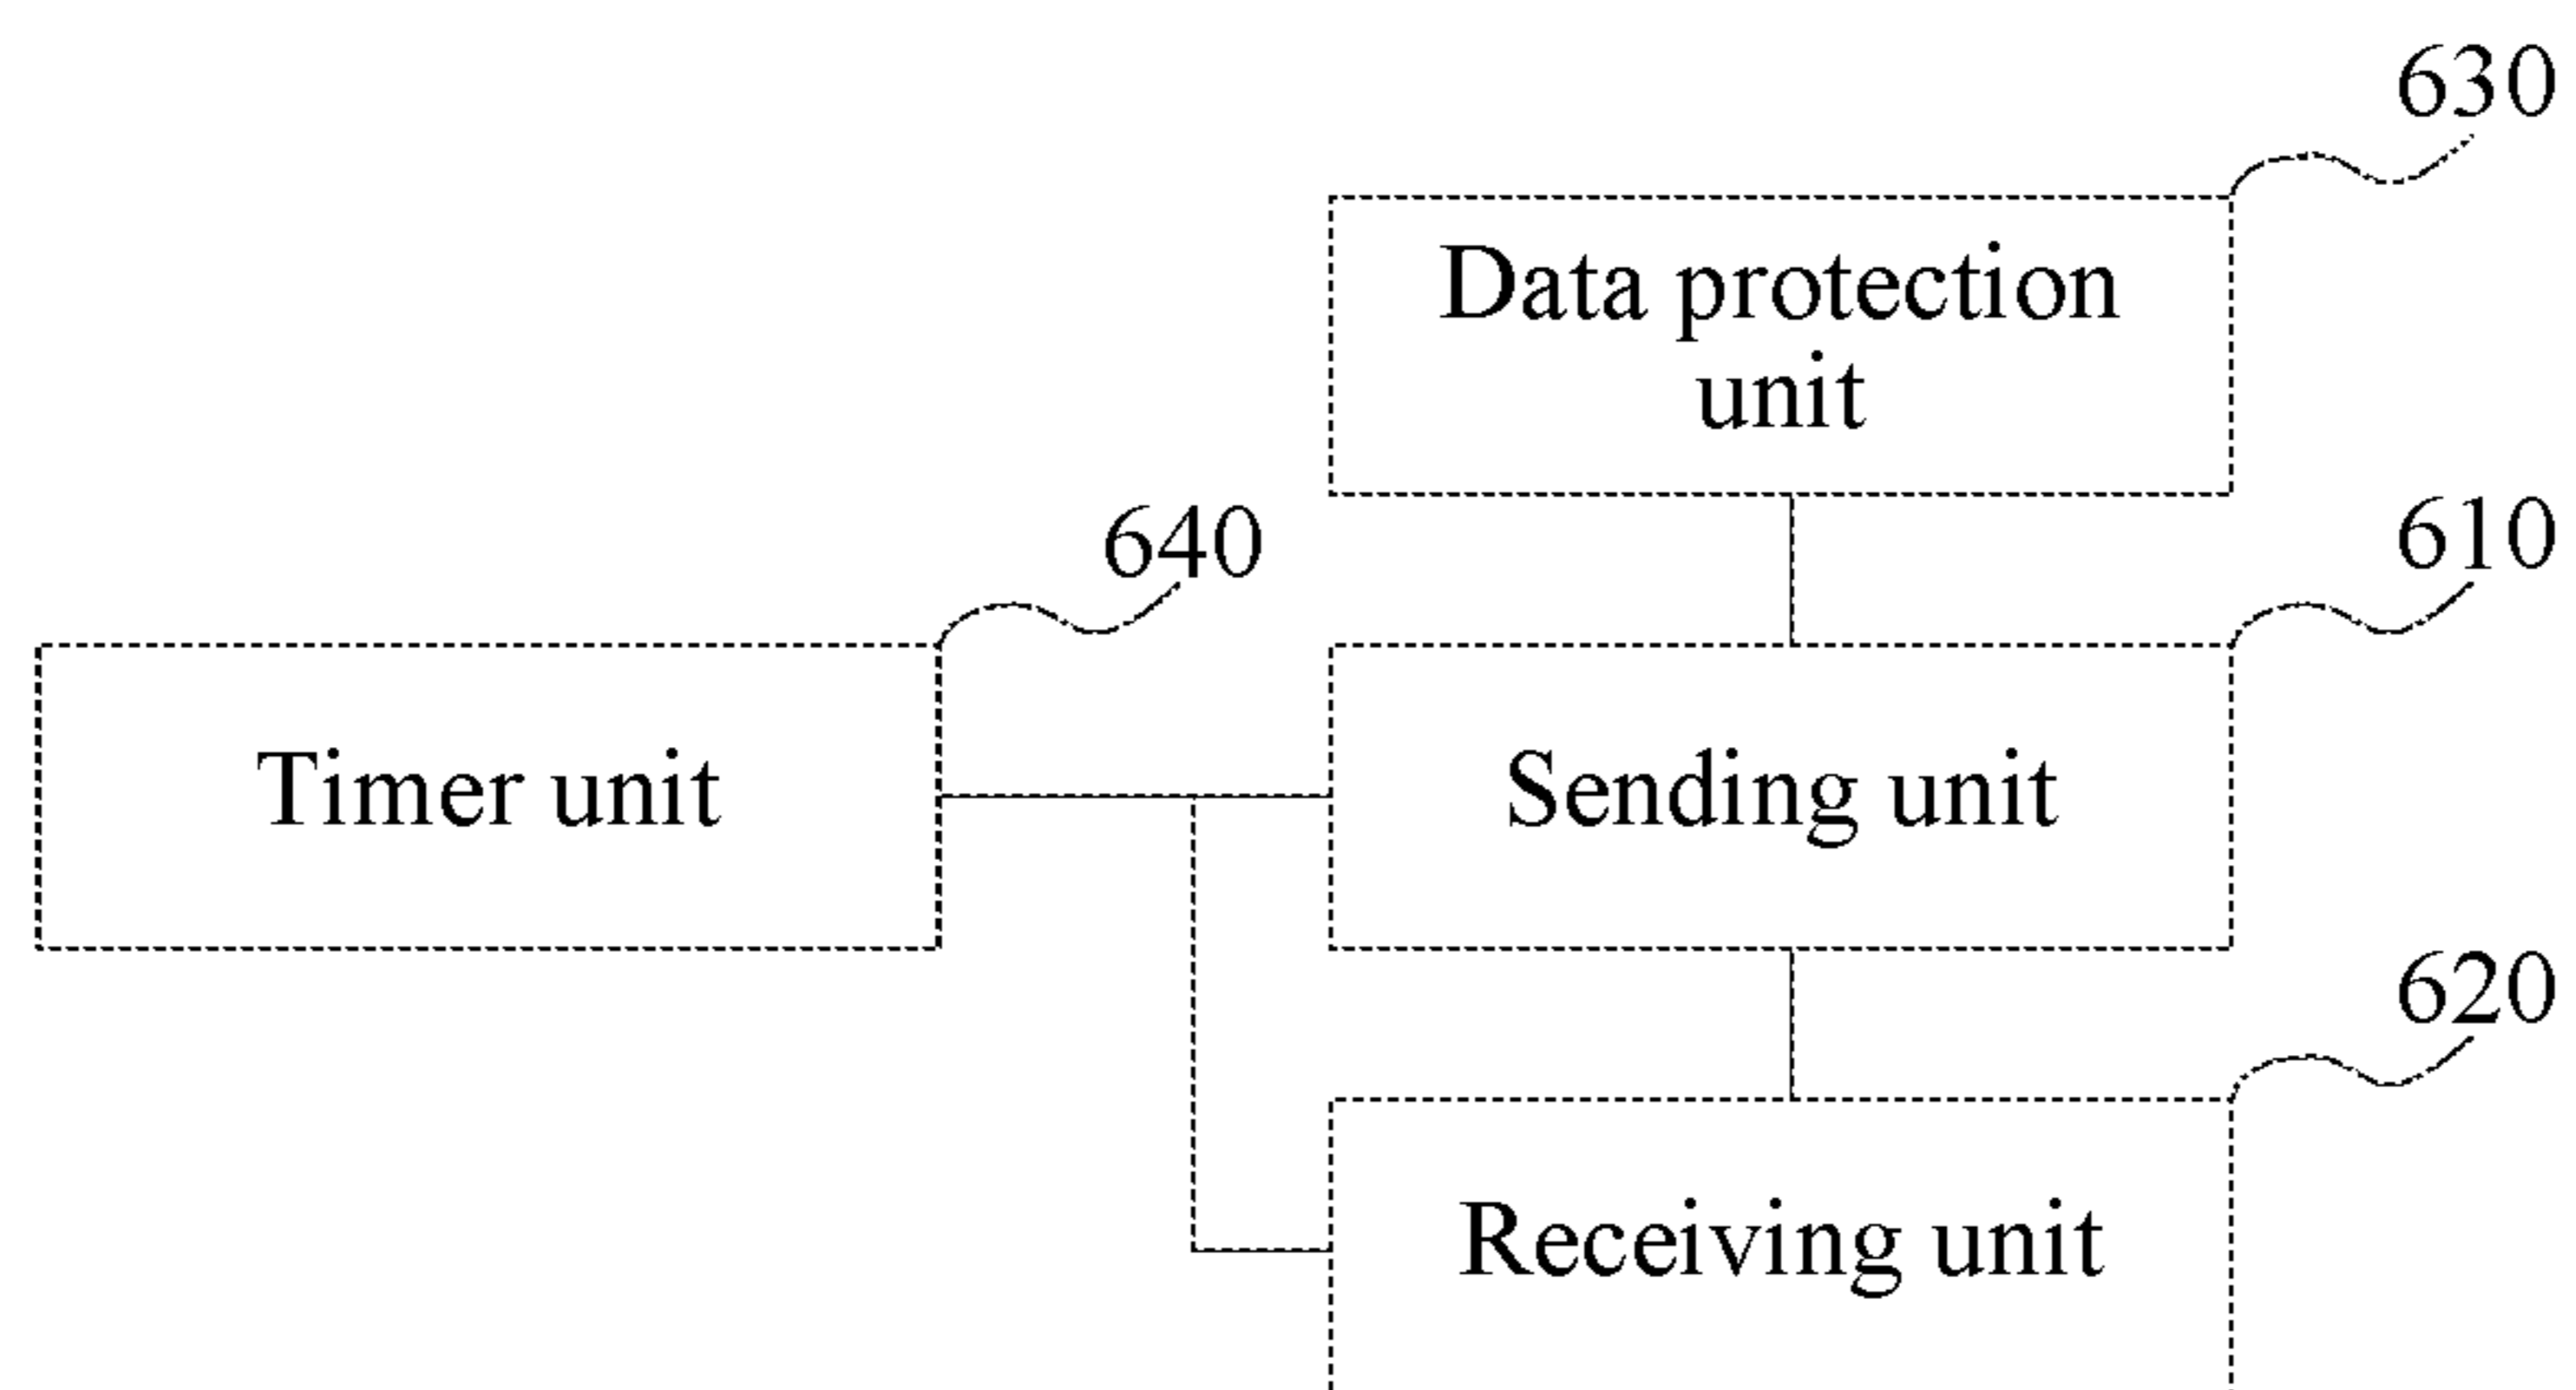 630
Data protection
unit
640
610
Timer unit
Sending unit
620
Receiving unit